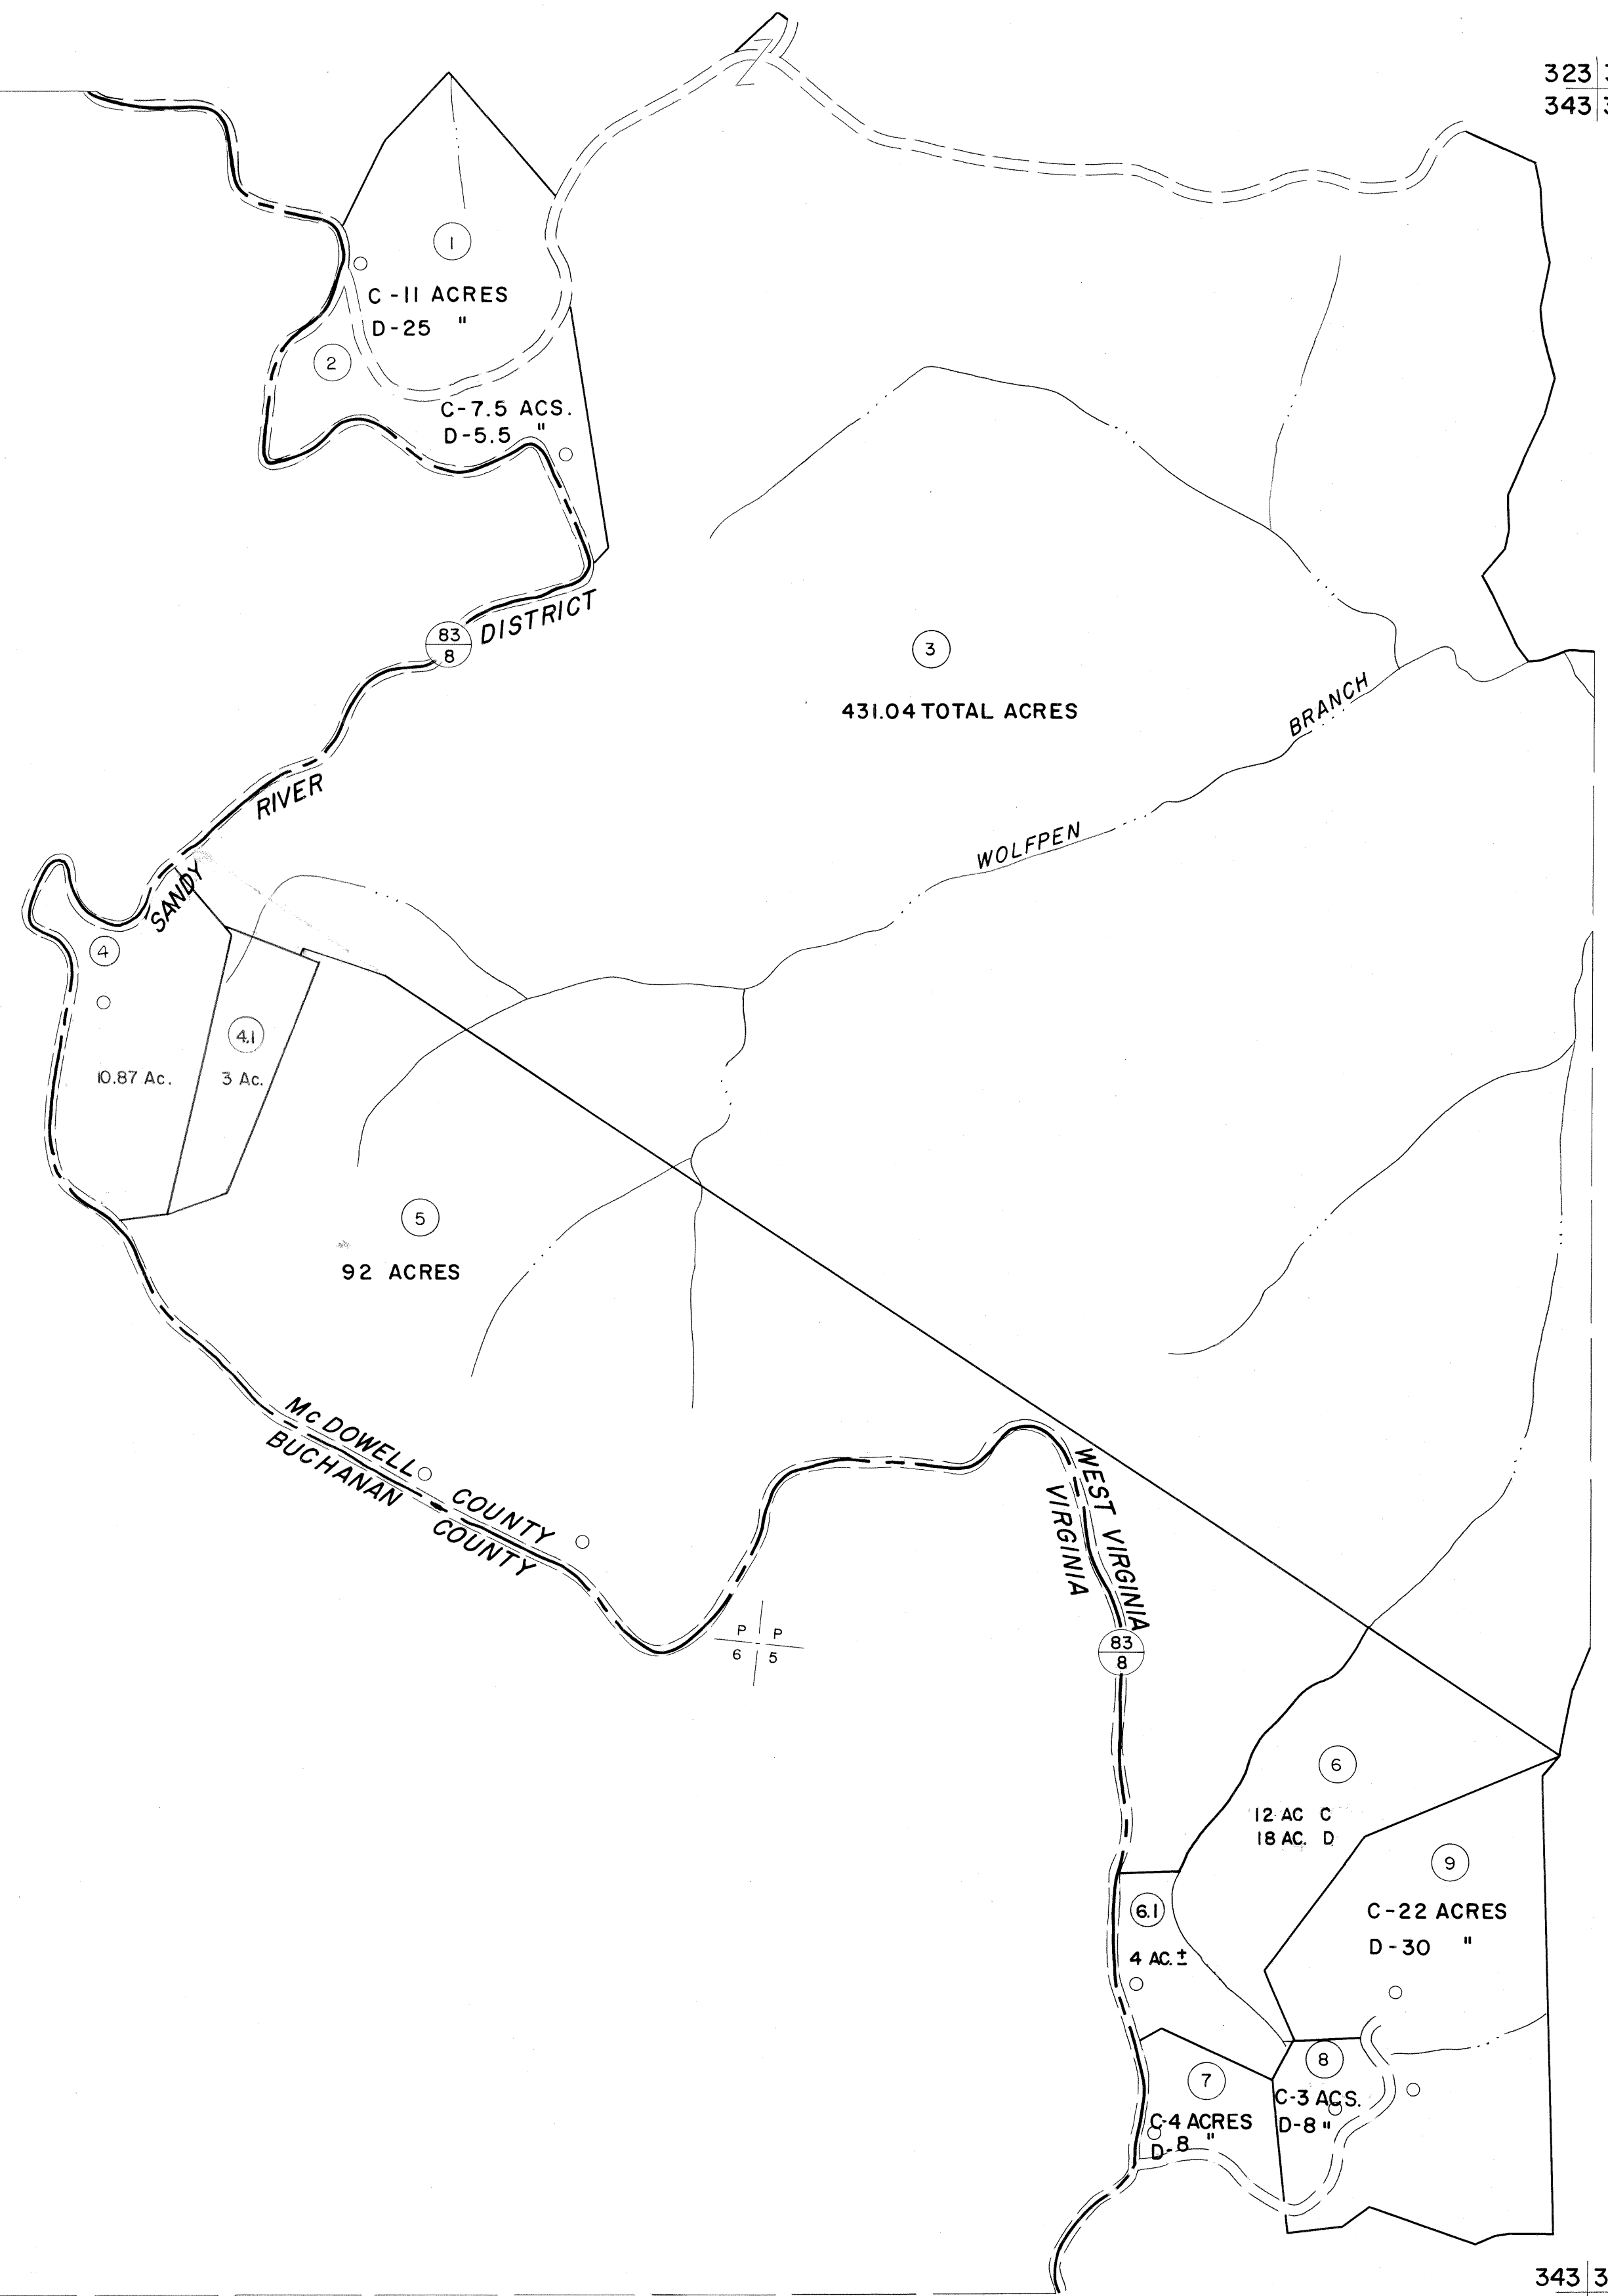 323
343
1
C-11 ACRES
D-25 "
2
C-7.5 ACS.
D-5.5 "
83
8
DISTRICT
3
431.04 TOTAL ACRES
BRANCH
RIVER
WOLFPEN
SANDY
4
4.1
10.87 Ac.
3 Ac.
5
92 ACRES
McDOWELL COUNTY
BUCHANAN COUNTY
WEST VIRGINIA
VIRGINIA
P P
6 5
83
8
6
12 AC C
18 AC. D
9
C-22 ACRES
D-30 "
6.1
4 AC.±
8
C-3 ACS.
D-8 "
7
C-4 ACRES
D-8 "
343